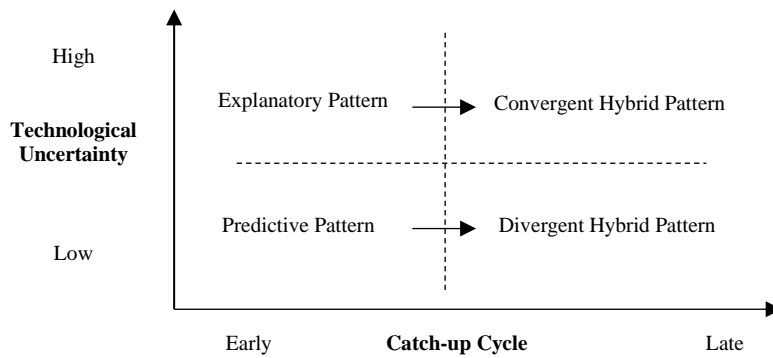 High
Explanatory Pattern
Convergent Hybrid Pattern
Technological
Uncertainty
Predictive Pattern
Divergent Hybrid Pattern
Low
Early
Catch-up Cycle
Late